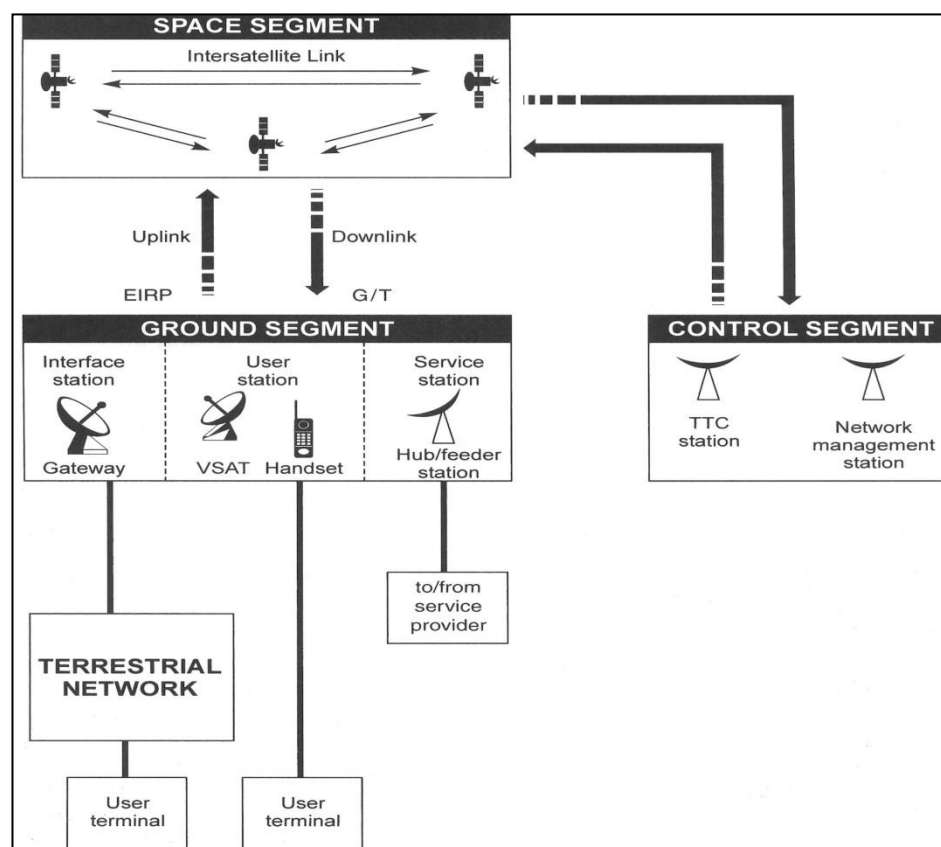 SPACE SEGMENT
Intersatellite Link
Uplink
Downlink
EIRP
G/T
GROUND SEGMENT
Interface
station
Gateway
User
station
VSAT
Handset
Service
station
Hub/feeder
station
CONTROL SEGMENT
TTC
station
Network
management
station
to/from
service
provider
TERRESTRIAL
NETWORK
User
terminal
User
terminal